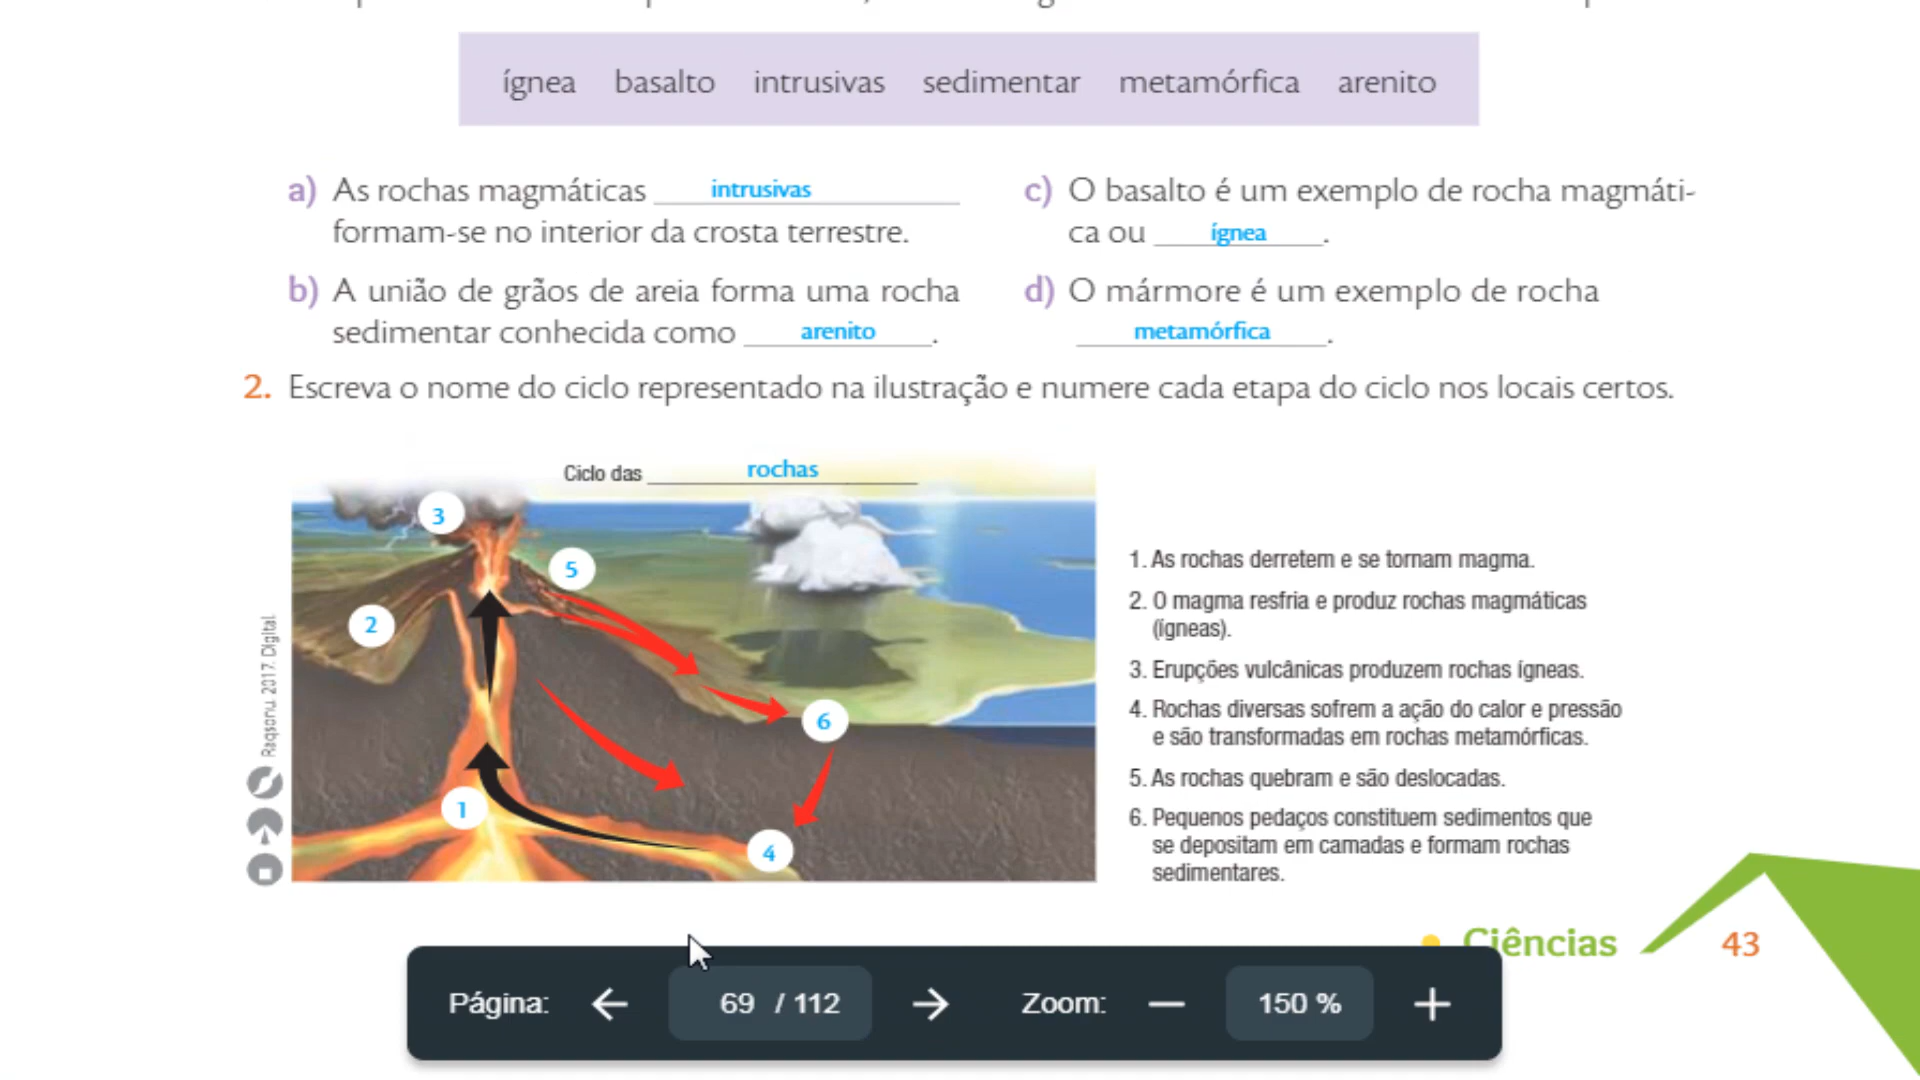 ígnea basalto intrusivas sedimentar metamórfica arenito
a) As rochas magmáticas intrusivas
formam-se no interior da crosta terrestre.
b) A união de grãos de areia forma uma rocha
sedimentar conhecida como arenito.
c) O basalto é um exemplo de rocha magmáti-
ca ou ígnea.
d) O mármore é um exemplo de rocha
metamórfica.
2. Escreva o nome do ciclo representado na ilustração e numere cada etapa do ciclo nos locais certos.
Ciclo das rochas
3
5
2
6
1
4
Raqsonu. 2017. Digital.
1. As rochas derretem e se tornam magma.
2. O magma resfria e produz rochas magmáticas
(ígneas).
3. Erupções vulcânicas produzem rochas ígneas.
4. Rochas diversas sofrem a ação do calor e pressão
e são transformadas em rochas metamórficas.
5. As rochas quebram e são deslocadas.
6. Pequenos pedaços constituem sedimentos que
se depositam em camadas e formam rochas
sedimentares.
Ciências 43
Página: 69 / 112 Zoom: 150 %